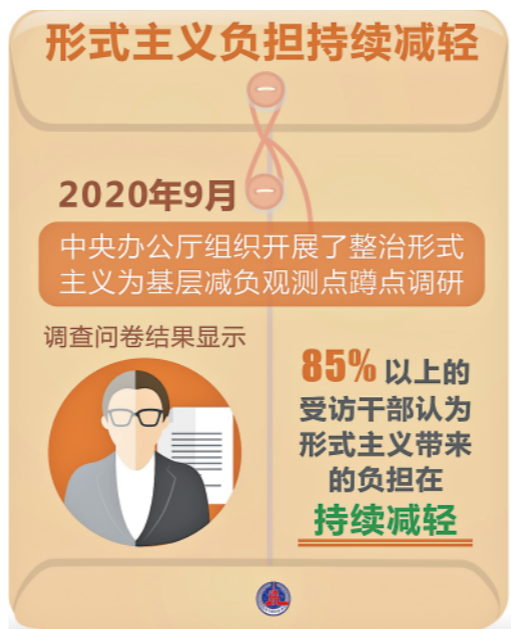 形式主义负担持续减轻
2020年9月
中央办公厅组织开展了整治形式
主义为基层减负观测点蹲点调研
调查问卷结果显示
85%以上的
受访干部认为
形式主义带来
的负担在
持续减轻